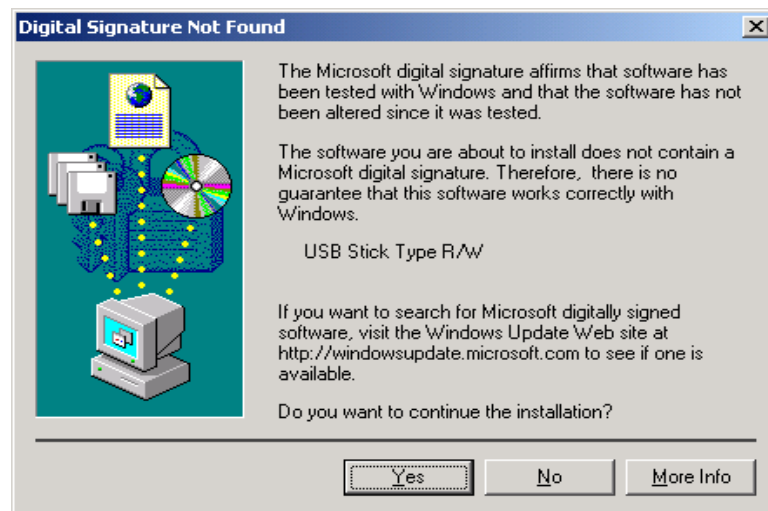 Digital Signature Not Found
The Microsoft digital signature affirms that software has
been tested with Windows and that the software has not
been altered since it was tested.
The software you are about to install does not contain a
Microsoft digital signature. Therefore, there is no
guarantee that this software works correctly with
Windows.
USB Stick Type R/W
If you want to search for Microsoft digitally signed
software, visit the Windows Update Web site at
http://windowsupdate.microsoft.com to see if one is
available.
Do you want to continue the installation?
Yes No More Info